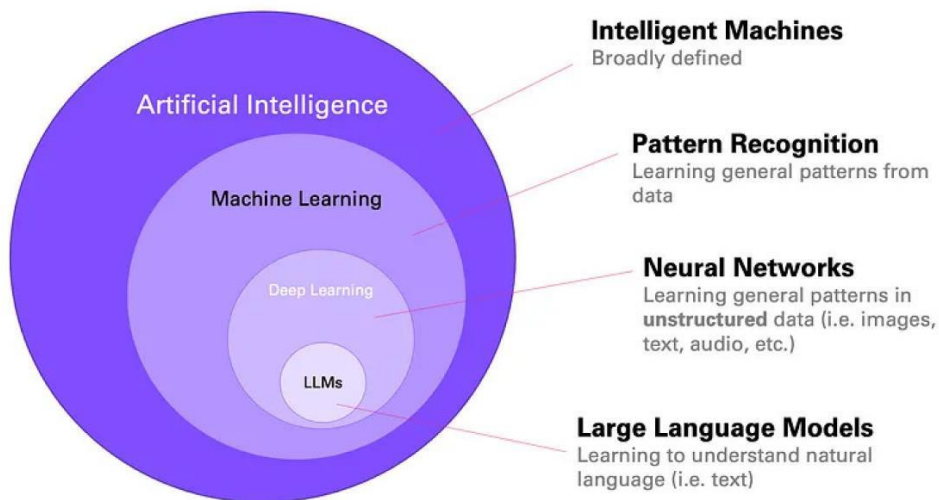 Intelligent Machines
Broadly defined
Artificial Intelligence
Pattern Recognition
Learning general patterns from
data
Machine Learning
Neural Networks
Learning general patterns in
unstructured data (i.e. images,
text, audio, etc.)
Deep Learning
LLMs
Large Language Models
Learning to understand natural
language (i.e. text)